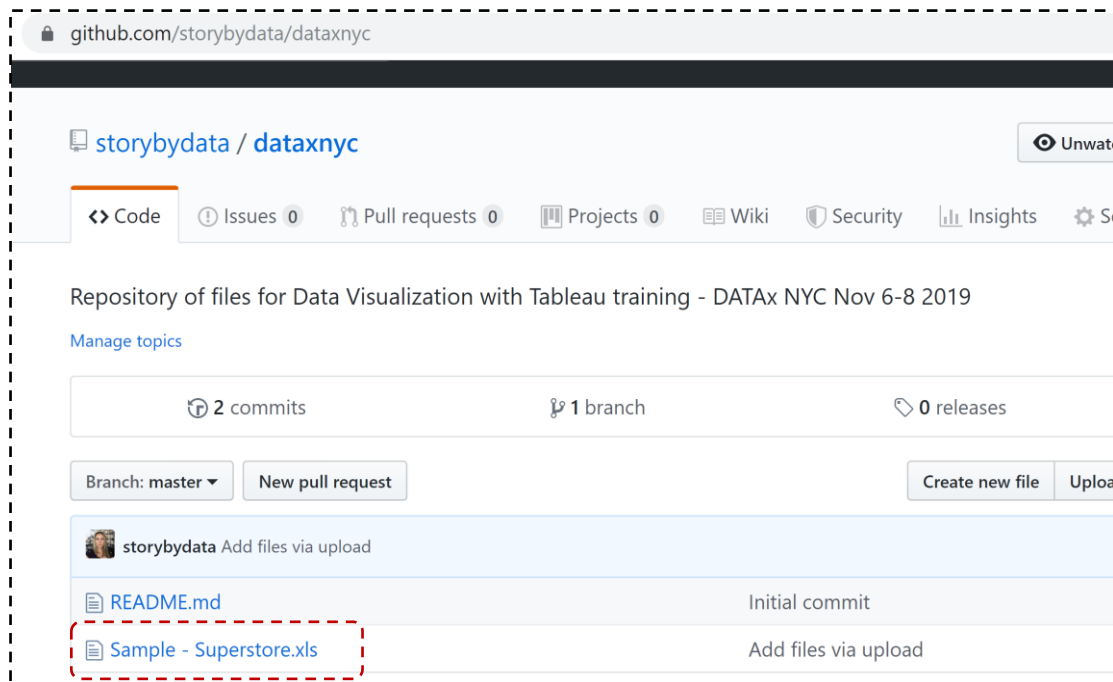 github.com/storybydata/dataxnyc
storybydata / dataxnyc
<> Code Issues 0 Pull requests 0 Projects 0 Wiki Security Insights
Repository of files for Data Visualization with Tableau training - DATAx NYC Nov 6-8 2019
Manage topics
2 commits 1 branch 0 releases
Branch: master New pull request Create new file
storybydata Add files via upload
README.md Initial commit
Sample - Superstore.xls Add files via upload